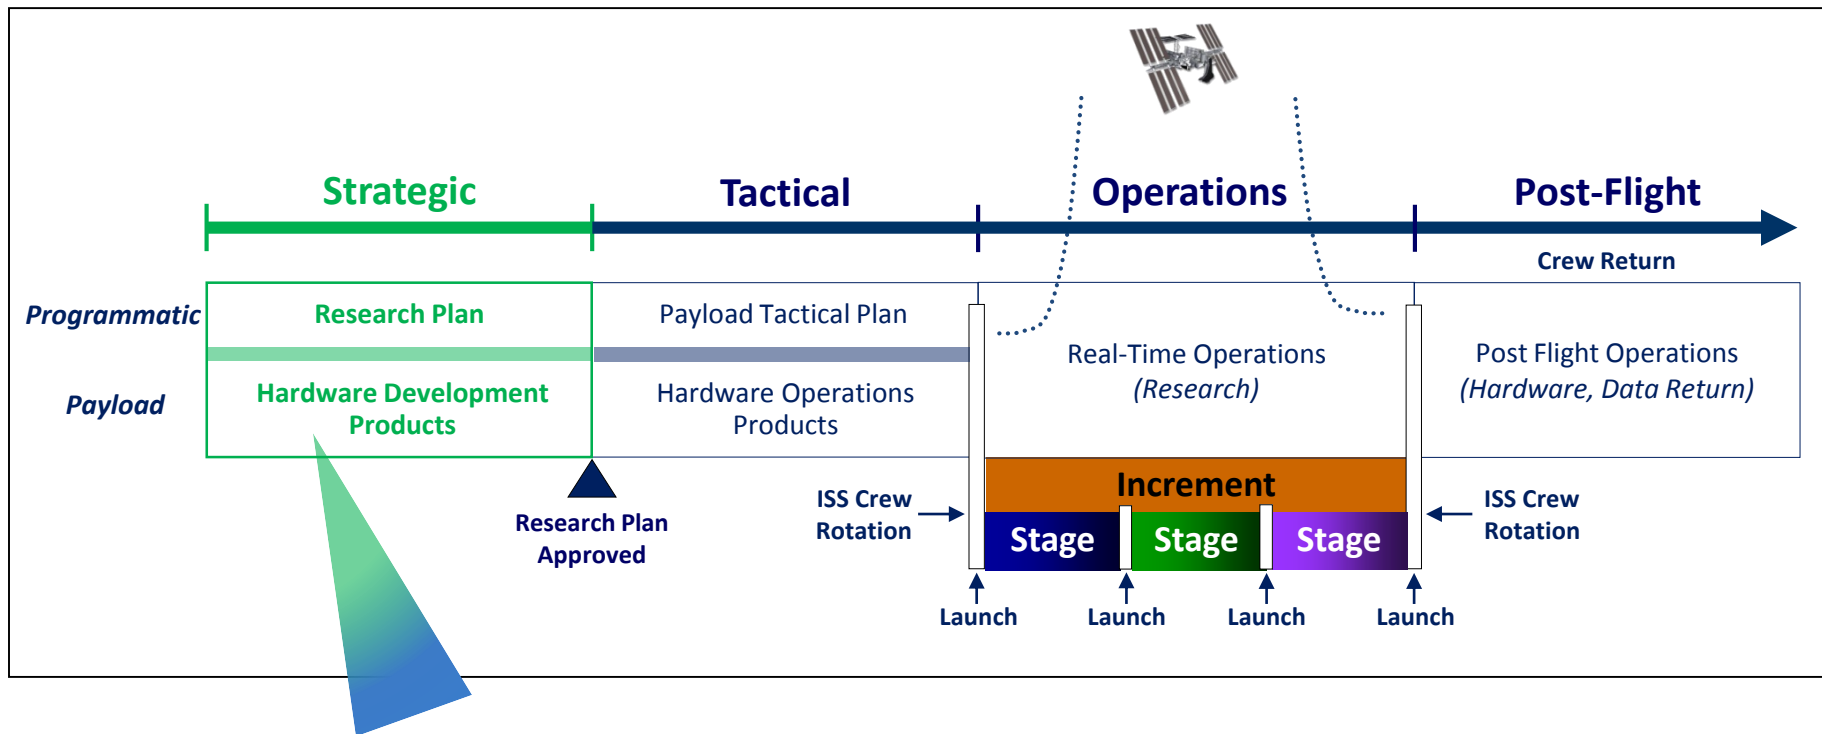 Strategic
Tactical
Operations
Post-Flight
Crew Return
Programmatic
Research Plan
Payload Tactical Plan
Real-Time Operations
(Research)
Post Flight Operations
(Hardware, Data Return)
Payload
Hardware Development
Products
Hardware Operations
Products
Research Plan
Approved
ISS Crew
Rotation
Increment
Stage
Stage
Stage
ISS Crew
Rotation
Launch
Launch
Launch
Launch